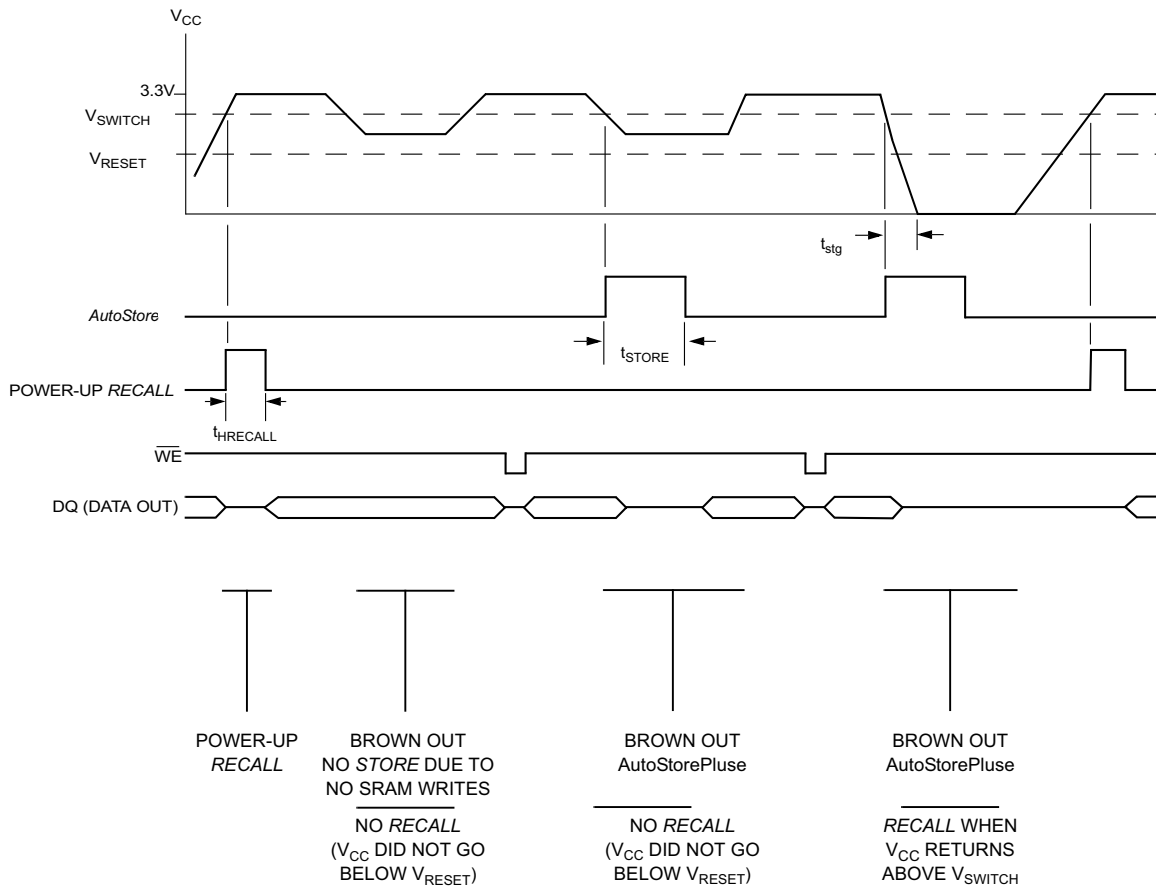 VCC
3.3V
VSWITCH
VRESET
tstg
AutoStore
tSTORE
POWER-UP RECALL
tHRECALL
WE
DQ (DATA OUT)
POWER-UP
RECALL
BROWN OUT
NO STORE DUE TO
NO SRAM WRITES
NO RECALL
(VCC DID NOT GO
BELOW VRESET)
BROWN OUT
AutoStorePluse
NO RECALL
(VCC DID NOT GO
BELOW VRESET)
BROWN OUT
AutoStorePluse
RECALL WHEN
VCC RETURNS
ABOVE VSWITCH